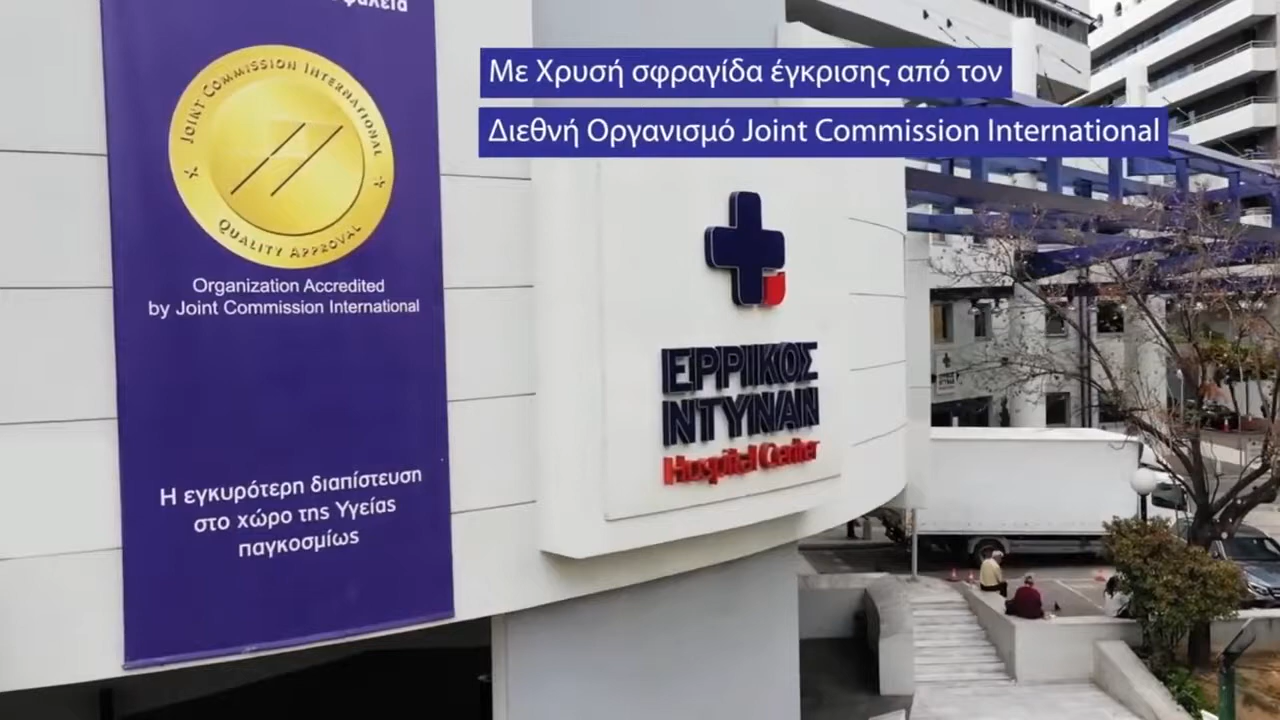 Με Χρυσή σφραγίδα έγκρισης από τον
Διεθνή Οργανισμό Joint Commission International
JOINT COMMISSION INTERNATIONAL
QUALITY APPROVAL
Organization Accredited
by Joint Commission International
Η εγκυρότερη διαπίστευση
στο χώρο της Υγείας
παγκοσμίως
ΕΡΡΙΚΟΣ
ΝΤΥΝΑΝ
Hospital Center